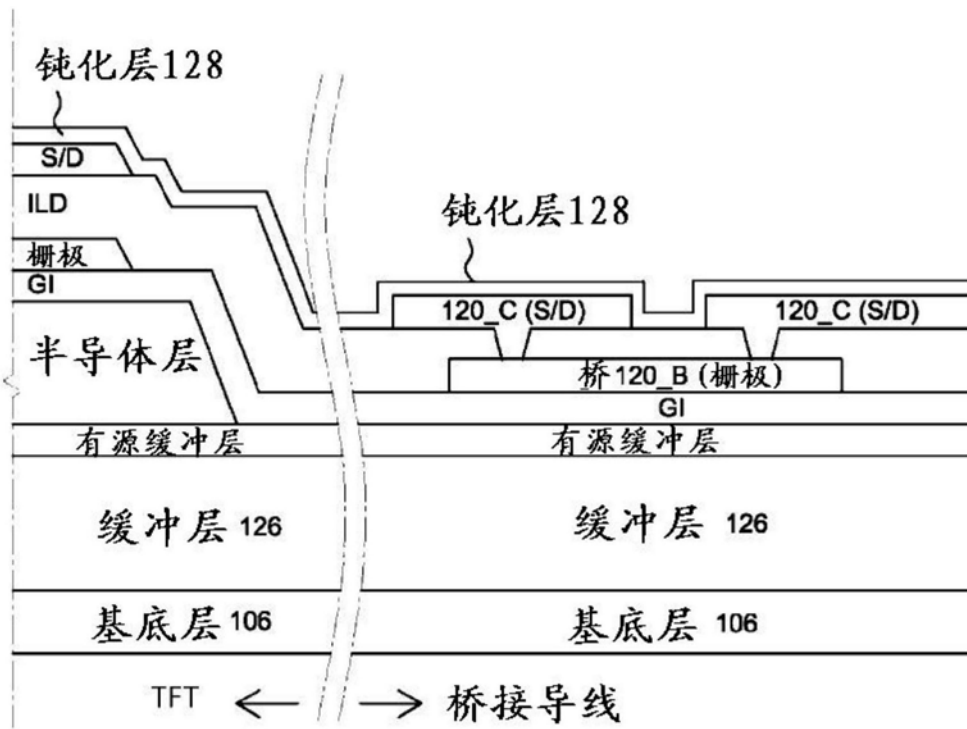 钝化层128
S/D
ILD
钝化层128
栅极
GI
120_C (S/D)
120_C (S/D)
半导体层
桥 120_B (栅极)
GI
有源缓冲层
有源缓冲层
缓冲层 126
缓冲层 126
基底层 106
基底层 106
TFT
桥接导线